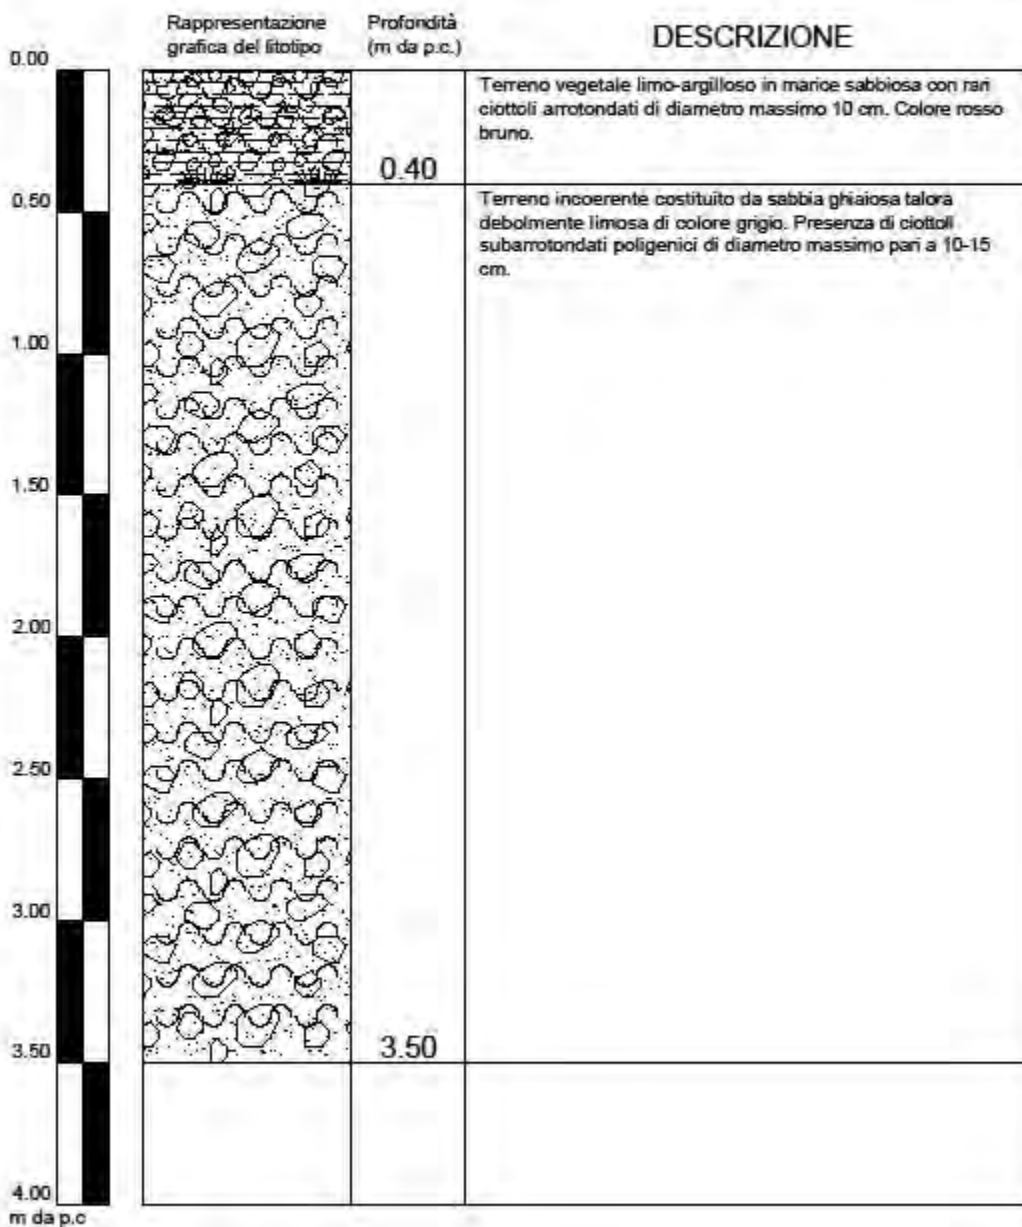 Rappresentazione
grafica del litotipo
Profondità
(m da p.c.)
DESCRIZIONE
0.00
Terreno vegetale limo-argilloso in marice sabbiosa con rari
ciottoli arrotondati di diametro massimo 10 cm. Colore rosso
bruno.
0.40
0.50
Terreno incoerente costituito da sabbia ghiaiosa talora
debolmente limosa di colore grigio. Presenza di ciottoli
subarrotondati poligenici di diametro massimo pari a 10-15
cm.
1.00
1.50
2.00
2.50
3.00
3.50
3.50
4.00
m da p.c